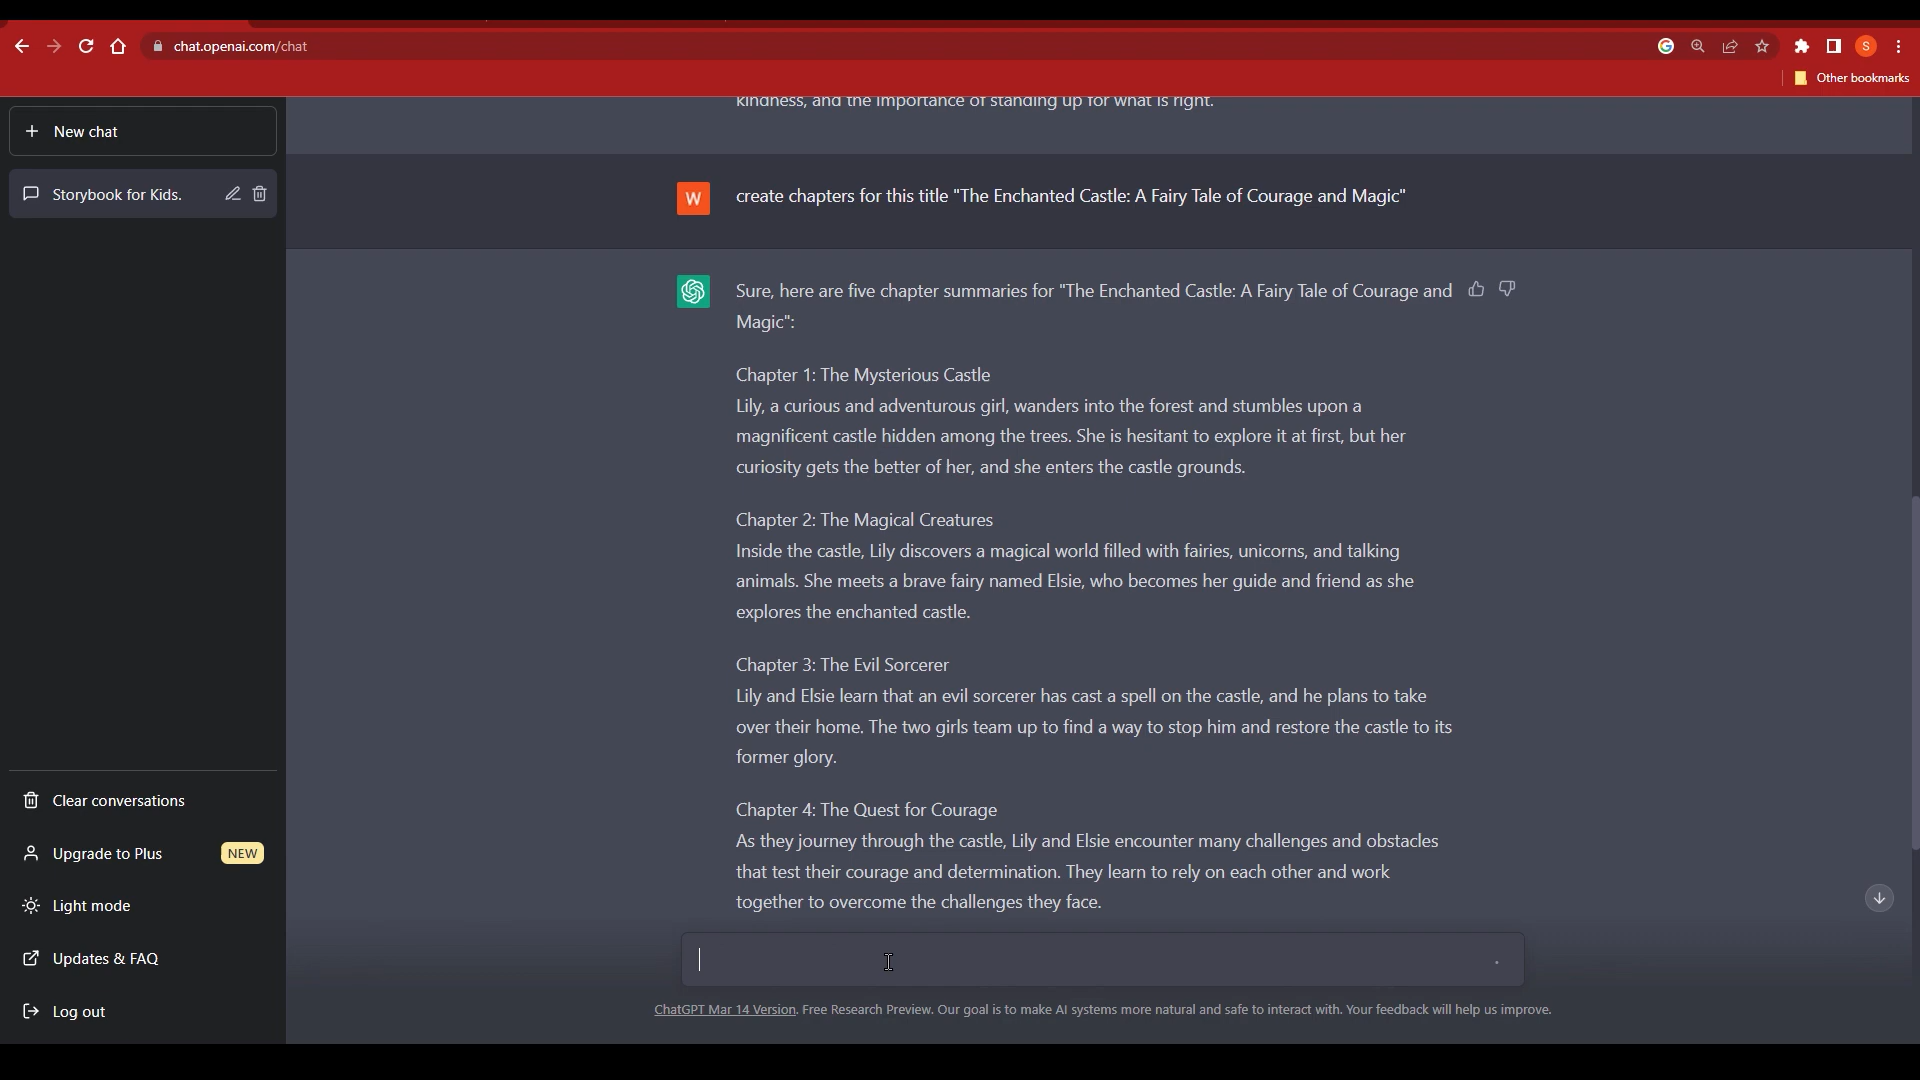 chat.openai.com/chat
S
Other bookmarks
New chat
Storybook for Kids.
kindness, and the importance of standing up for what is right.
W
create chapters for this title "The Enchanted Castle: A Fairy Tale of Courage and Magic"
Sure, here are five chapter summaries for "The Enchanted Castle: A Fairy Tale of Courage and
Magic":
Chapter 1: The Mysterious Castle
Lily, a curious and adventurous girl, wanders into the forest and stumbles upon a
magnificent castle hidden among the trees. She is hesitant to explore it at first, but her
curiosity gets the better of her, and she enters the castle grounds.
Chapter 2: The Magical Creatures
Inside the castle, Lily discovers a magical world filled with fairies, unicorns, and talking
animals. She meets a brave fairy named Elsie, who becomes her guide and friend as she
explores the enchanted castle.
Chapter 3: The Evil Sorcerer
Lily and Elsie learn that an evil sorcerer has cast a spell on the castle, and he plans to take
over their home. The two girls team up to find a way to stop him and restore the castle to its
former glory.
Chapter 4: The Quest for Courage
As they journey through the castle, Lily and Elsie encounter many challenges and obstacles
that test their courage and determination. They learn to rely on each other and work
together to overcome the challenges they face.
Clear conversations
Upgrade to Plus NEW
Light mode
Updates & FAQ
Log out
ChatGPT Mar 14 Version. Free Research Preview. Our goal is to make AI systems more natural and safe to interact with. Your feedback will help us improve.